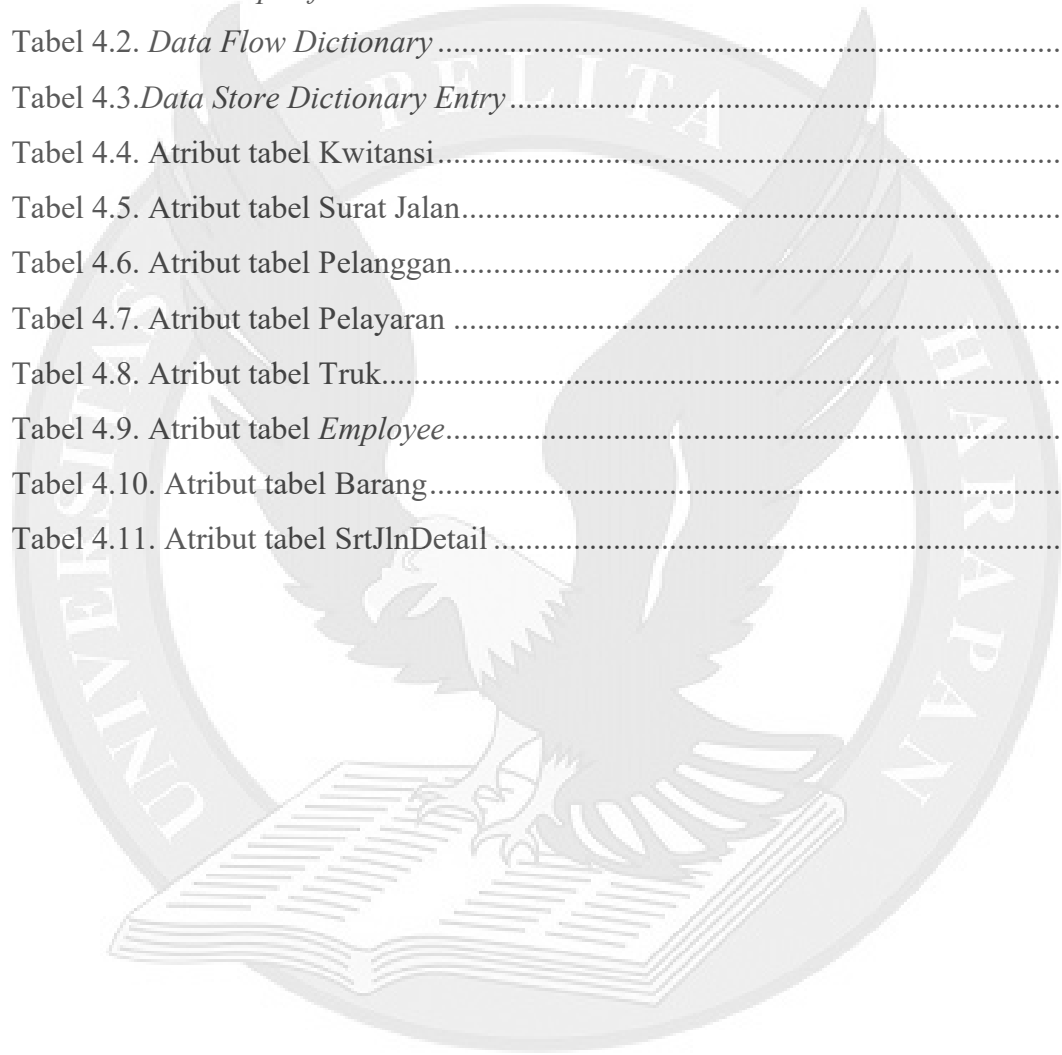 Tabel 4.2. Data Flow Dictionary....................................................................................
Tabel 4.3.Data Store Dictionary Entry...........................................................................
Tabel 4.4. Atribut tabel Kwitansi....................................................................................
Tabel 4.5. Atribut tabel Surat Jalan.................................................................................
Tabel 4.6. Atribut tabel Pelanggan..................................................................................
Tabel 4.7. Atribut tabel Pelayaran ..................................................................................
Tabel 4.8. Atribut tabel Truk...........................................................................................
Tabel 4.9. Atribut tabel Employee...................................................................................
Tabel 4.10. Atribut tabel Barang.....................................................................................
Tabel 4.11. Atribut tabel SrtJlnDetail .............................................................................
UNIVERSITAS PELITA HARAPAN